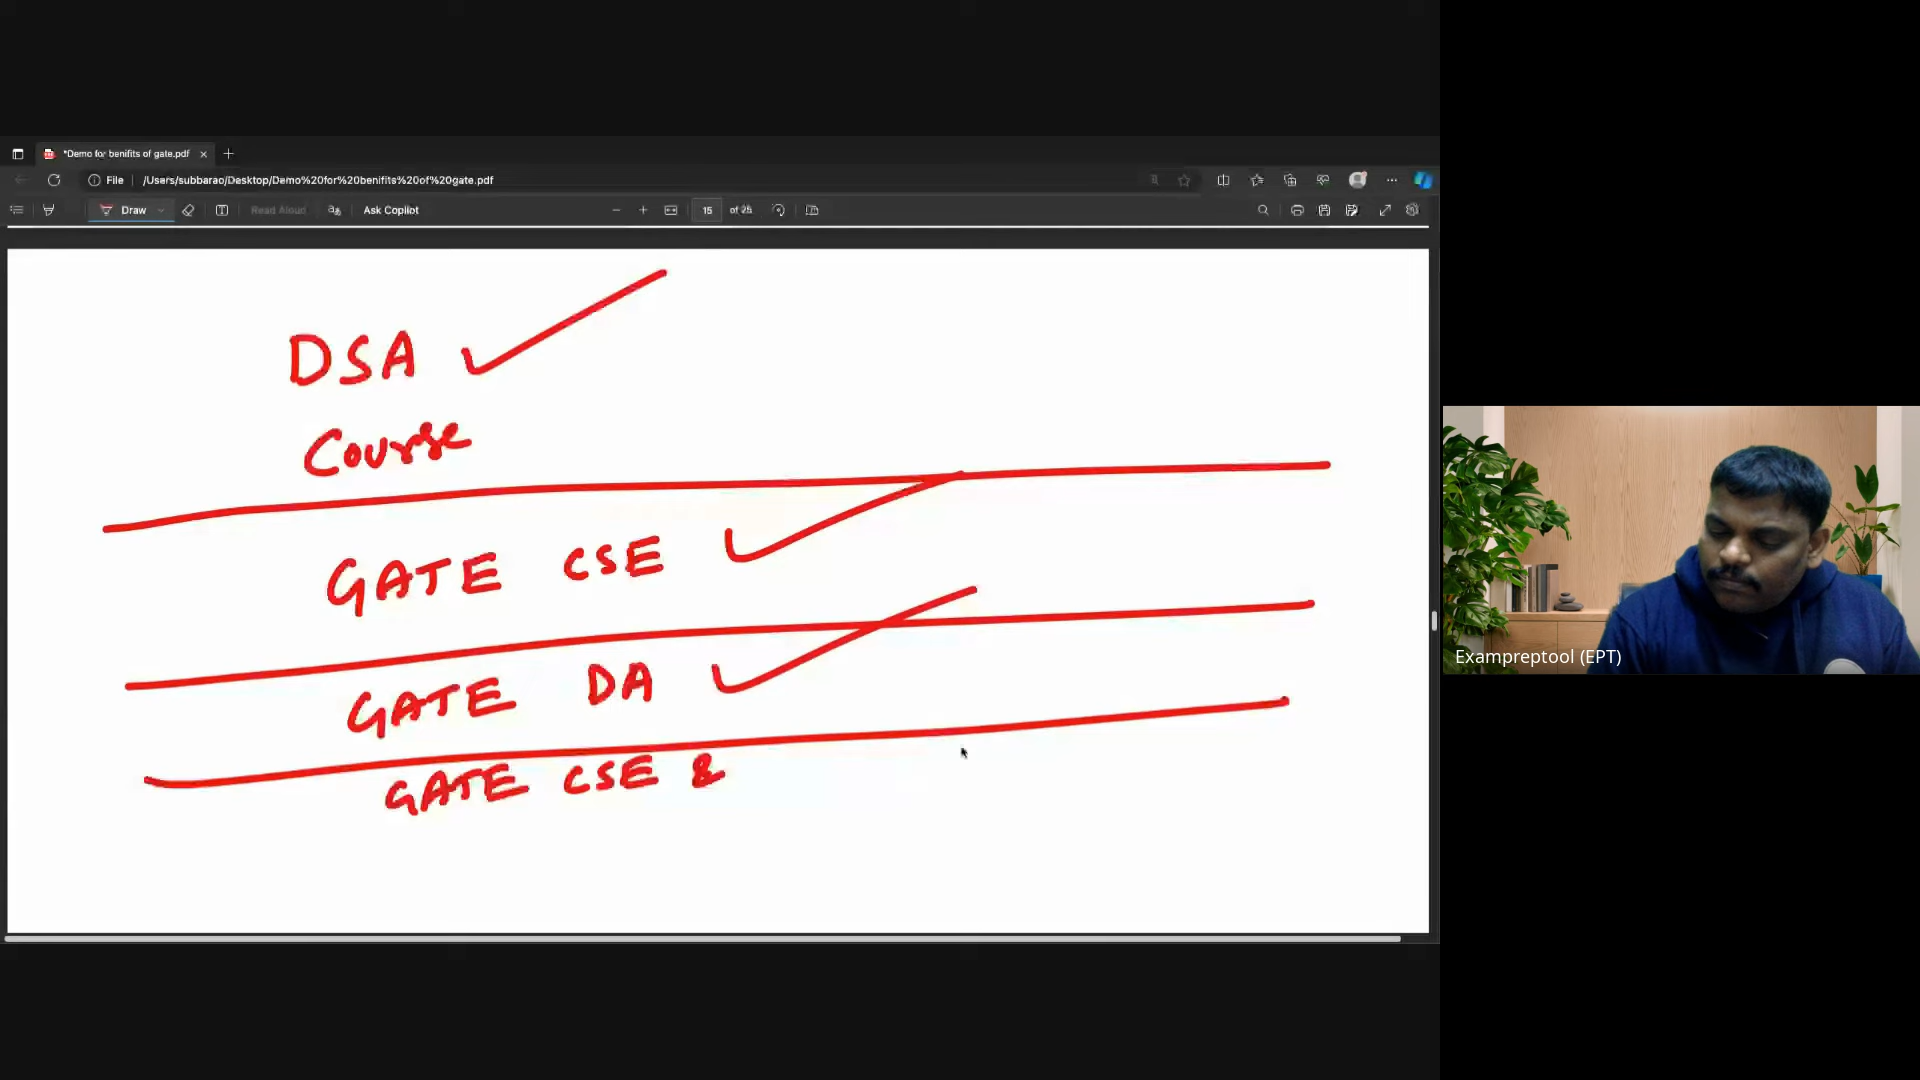 *Demo for benifits of gate.pdf
File /Users/subbarao/Desktop/Demo%20for%20benifits%20of%20gate.pdf
Draw Read Aloud Ask Copilot 15 of 25
DSA
Course
GATE CSE
GATE DA
GATE CSE &
Exampreptool (EPT)